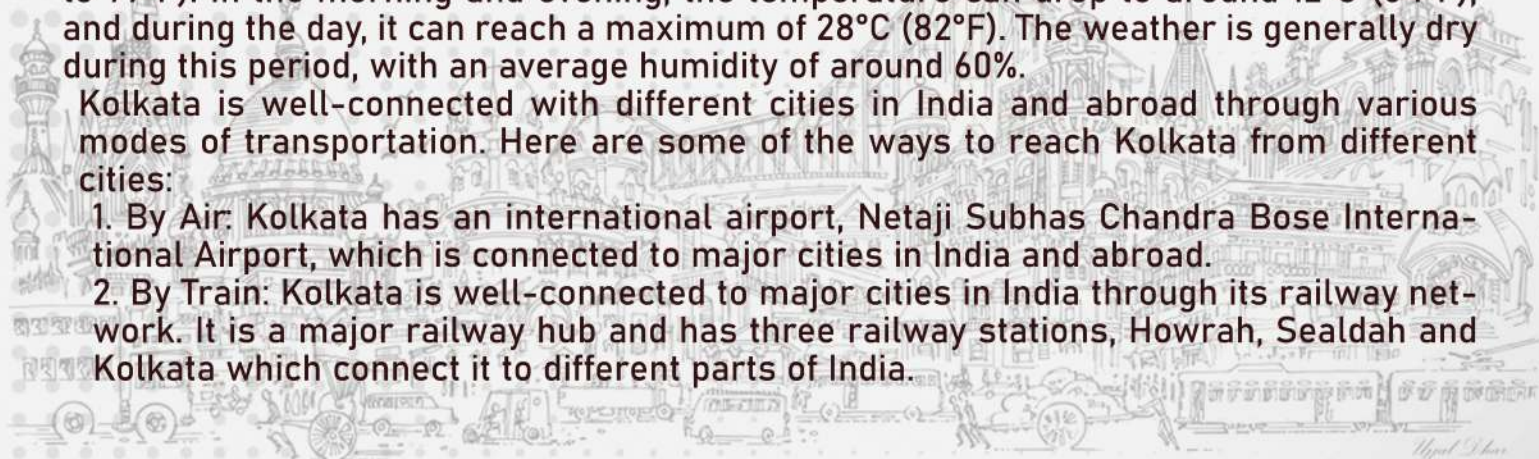 and during the day, it can reach a maximum of 28°C (82°F). The weather is generally dry
during this period, with an average humidity of around 60%.
Kolkata is well-connected with different cities in India and abroad through various
modes of transportation. Here are some of the ways to reach Kolkata from different
cities:
1. By Air: Kolkata has an international airport, Netaji Subhas Chandra Bose Interna-
tional Airport, which is connected to major cities in India and abroad.
2. By Train: Kolkata is well-connected to major cities in India through its railway net-
work. It is a major railway hub and has three railway stations, Howrah, Sealdah and
Kolkata which connect it to different parts of India.